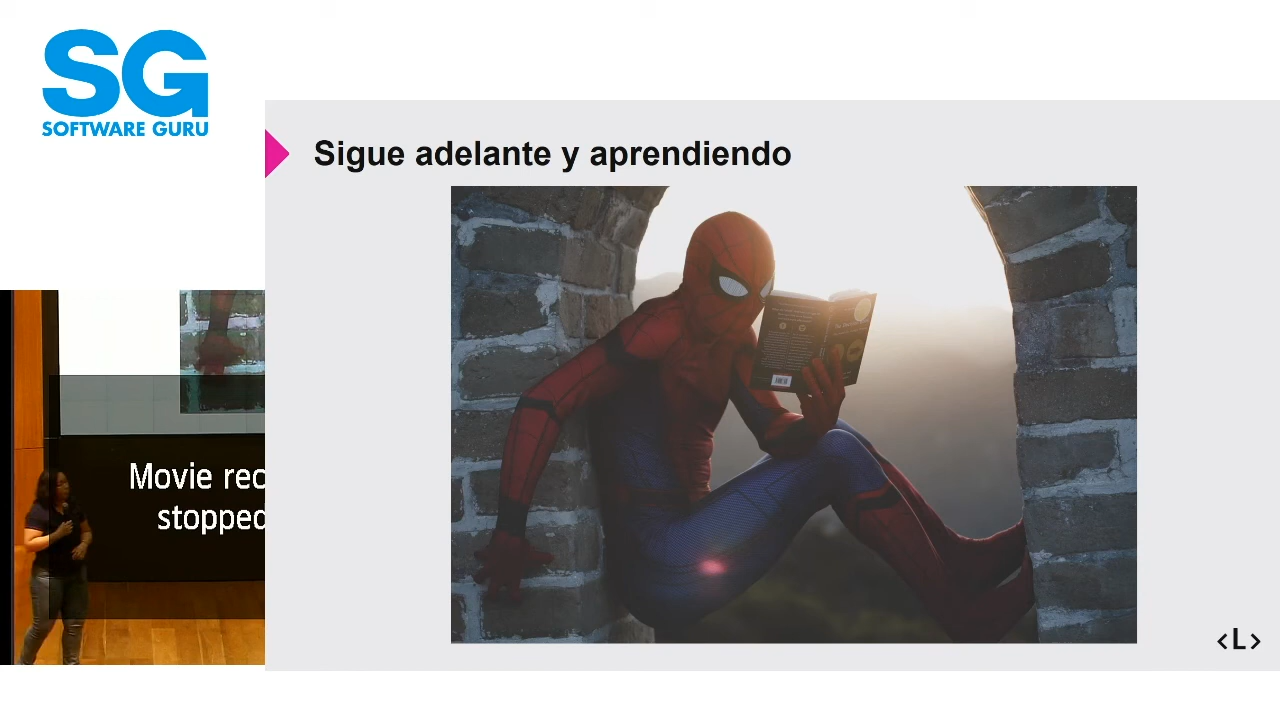 SG
SOFTWARE GURU
Sigue adelante y aprendiendo
Movie rec
stopped
<L>